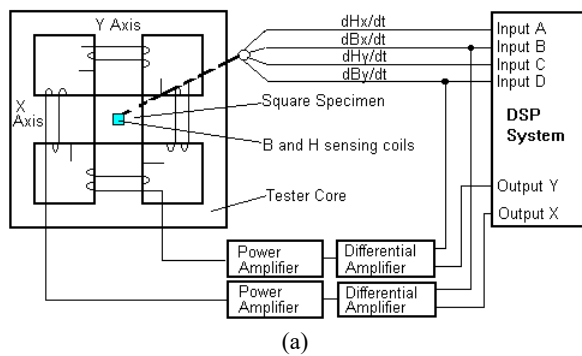 Y Axis
X
Axis
dHx/dt
dBx/dt
dHy/dt
dBy/dt
Input A
Input B
Input C
Input D
DSP
System
Square Specimen
B and H sensing coils
Tester Core
Output Y
Output X
Power
Amplifier
Differential
Amplifier
Power
Amplifier
Differential
Amplifier
(a)